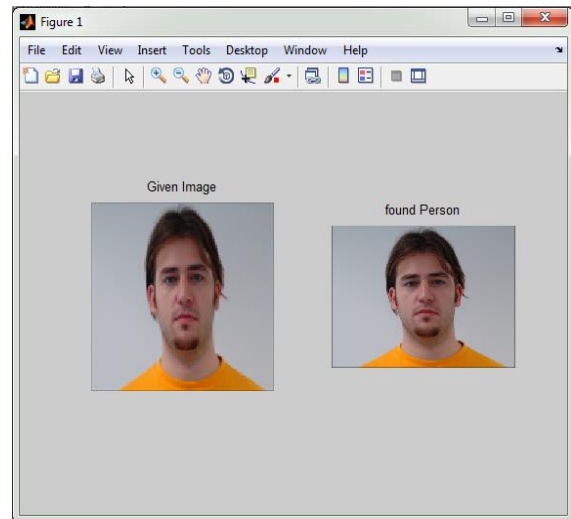 Figure 1
File Edit View Insert Tools Desktop Window Help
Given Image
found Person